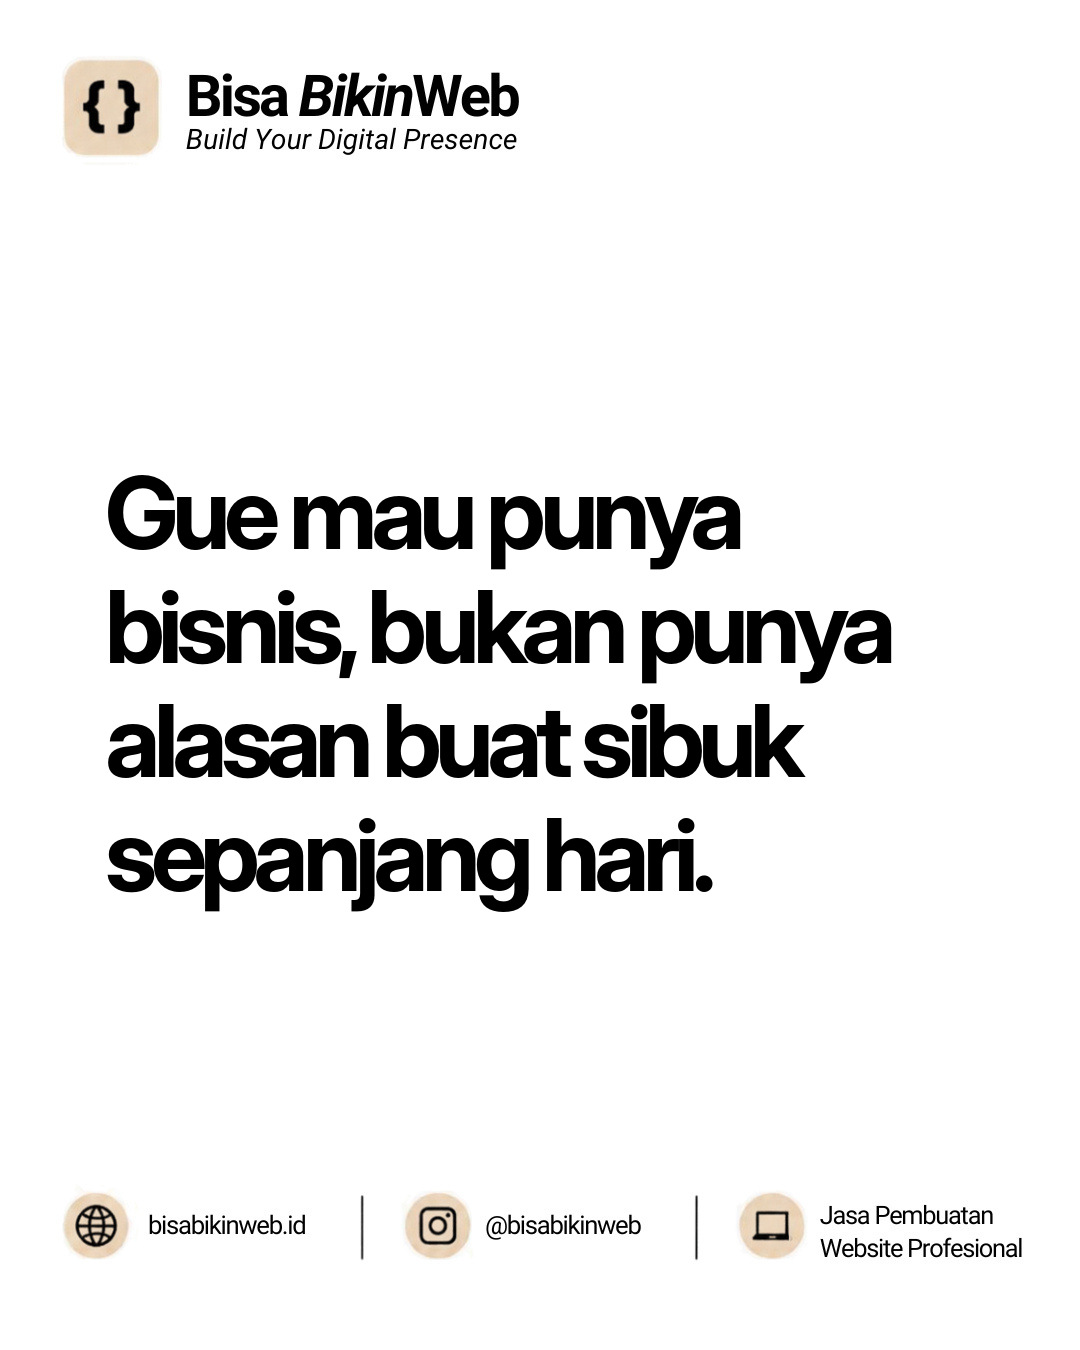 { }
Bisa BikinWeb
Build Your Digital Presence
Gue mau punya
bisnis, bukan punya
alasan buat sibuk
sepanjang hari.
bisabikinweb.id
@bisabikinweb
Jasa Pembuatan
Website Profesional